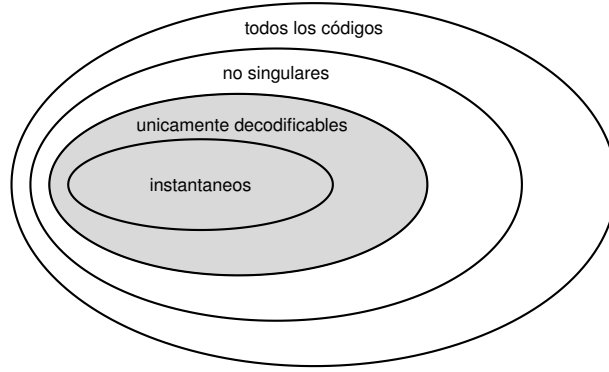 todos los códigos
no singulares
unicamente decodificables
instantaneos